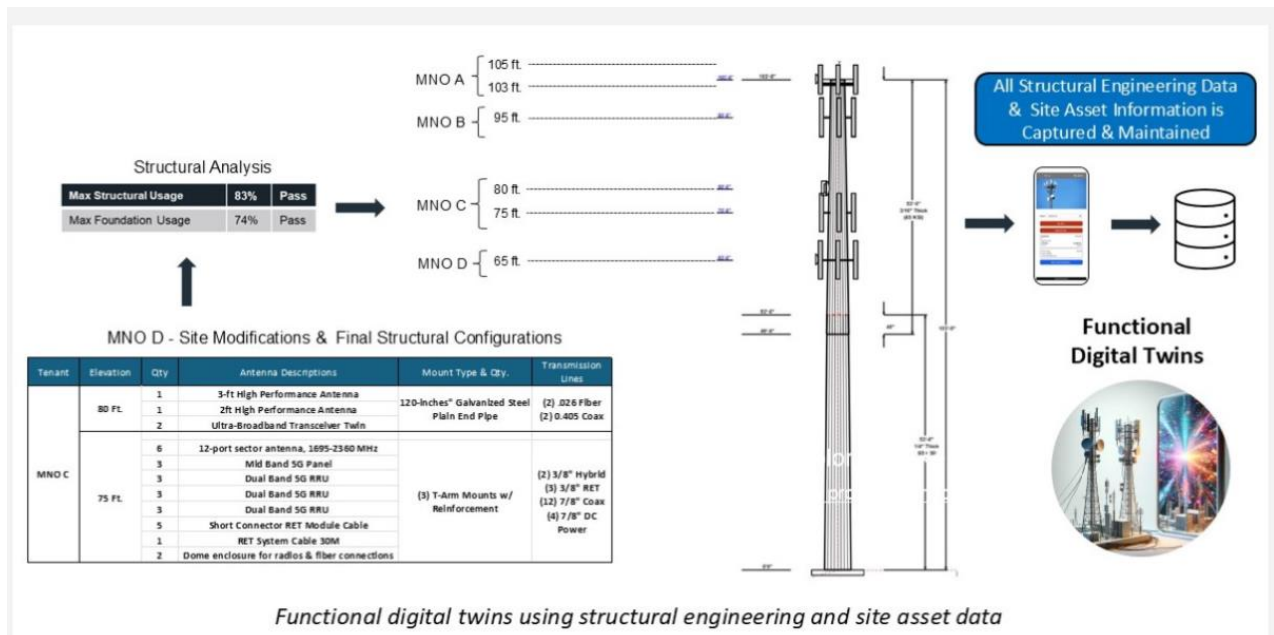 105 ft.
MNO A
103 ft.
MNO B
95 ft.
All Structural Engineering Data
& Site Asset Information is
Captured & Maintained
Structural Analysis
Max Structural Usage 83% Pass
Max Foundation Usage 74% Pass
80 ft.
MNO C
75 ft.
MNO D
65 ft.
MNO D - Site Modifications & Final Structural Configurations
Tenant Elevation Qty Antenna Descriptions Mount Type & Qty. Transmission Lines
MNO C
80 Ft.
1 3-ft High Performance Antenna
1 2ft High Performance Antenna
2 Ultra-Broadband Transceiver Twin
120-inches" Galvanized Steel
Plain End Pipe
(2) .026 Fiber
(2) 0.405 Coax
75 Ft.
6 12-port sector antenna, 1695-2360 MHz
3 Mid Band 5G Panel
3 Dual Band 5G RRU
3 Dual Band 5G RRU
3 Dual Band 5G RRU
5 Short Connector RET Module Cable
1 RET System Cable 30M
2 Dome enclosure for radios & fiber connections
(3) T-Arm Mounts w/
Reinforcement
(2) 3/8" Hybrid
(3) 3/8" RET
(12) 7/8" Coax
(4) 7/8" DC
Power
Functional
Digital Twins
Functional digital twins using structural engineering and site asset data